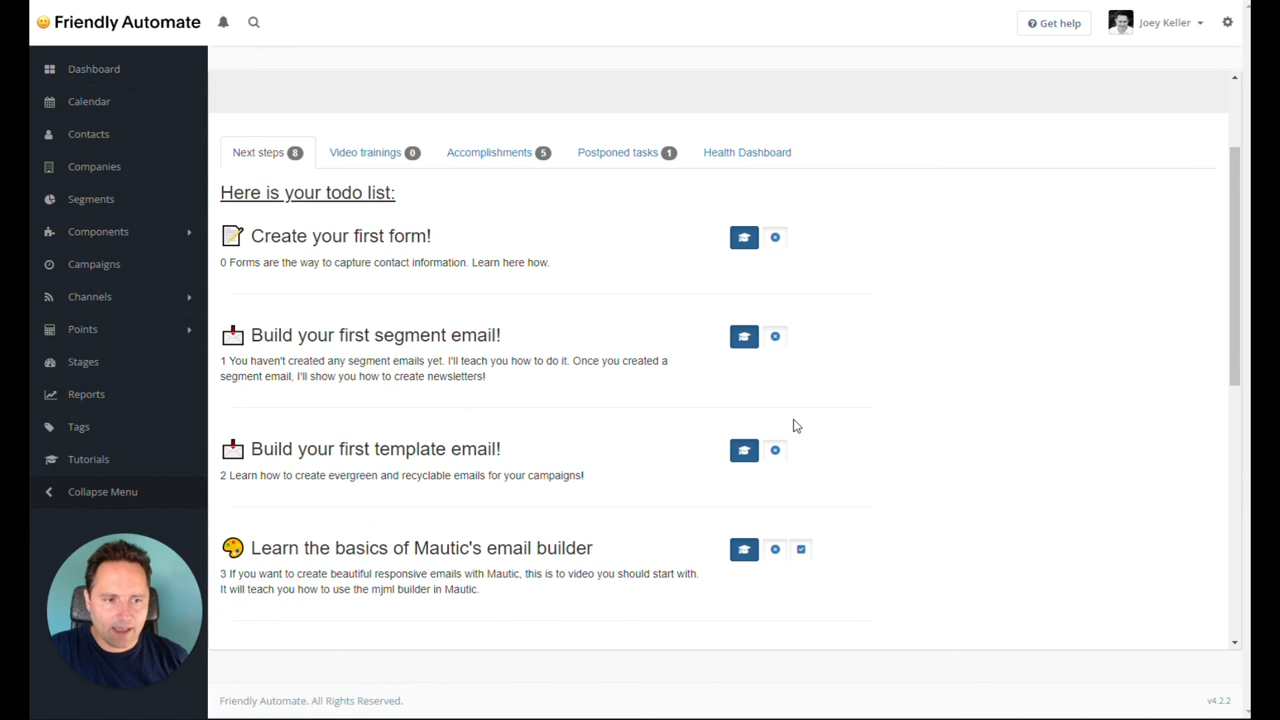 Friendly Automate
Get help
Joey Keller
Dashboard
Calendar
Contacts
Companies
Segments
Components
Campaigns
Channels
Points
Stages
Reports
Tags
Tutorials
Collapse Menu
Next steps 8
Video trainings 0
Accomplishments 5
Postponed tasks 1
Health Dashboard
Here is your todo list:
Create your first form!
0 Forms are the way to capture contact information. Learn here how.
Build your first segment email!
1 You haven't created any segment emails yet. I'll teach you how to do it. Once you created a
segment email, I'll show you how to create newsletters!
Build your first template email!
2 Learn how to create evergreen and recyclable emails for your campaigns!
Learn the basics of Mautic's email builder
3 If you want to create beautiful responsive emails with Mautic, this is to video you should start with.
It will teach you how to use the mjml builder in Mautic.
Friendly Automate. All Rights Reserved.
v4.2.2